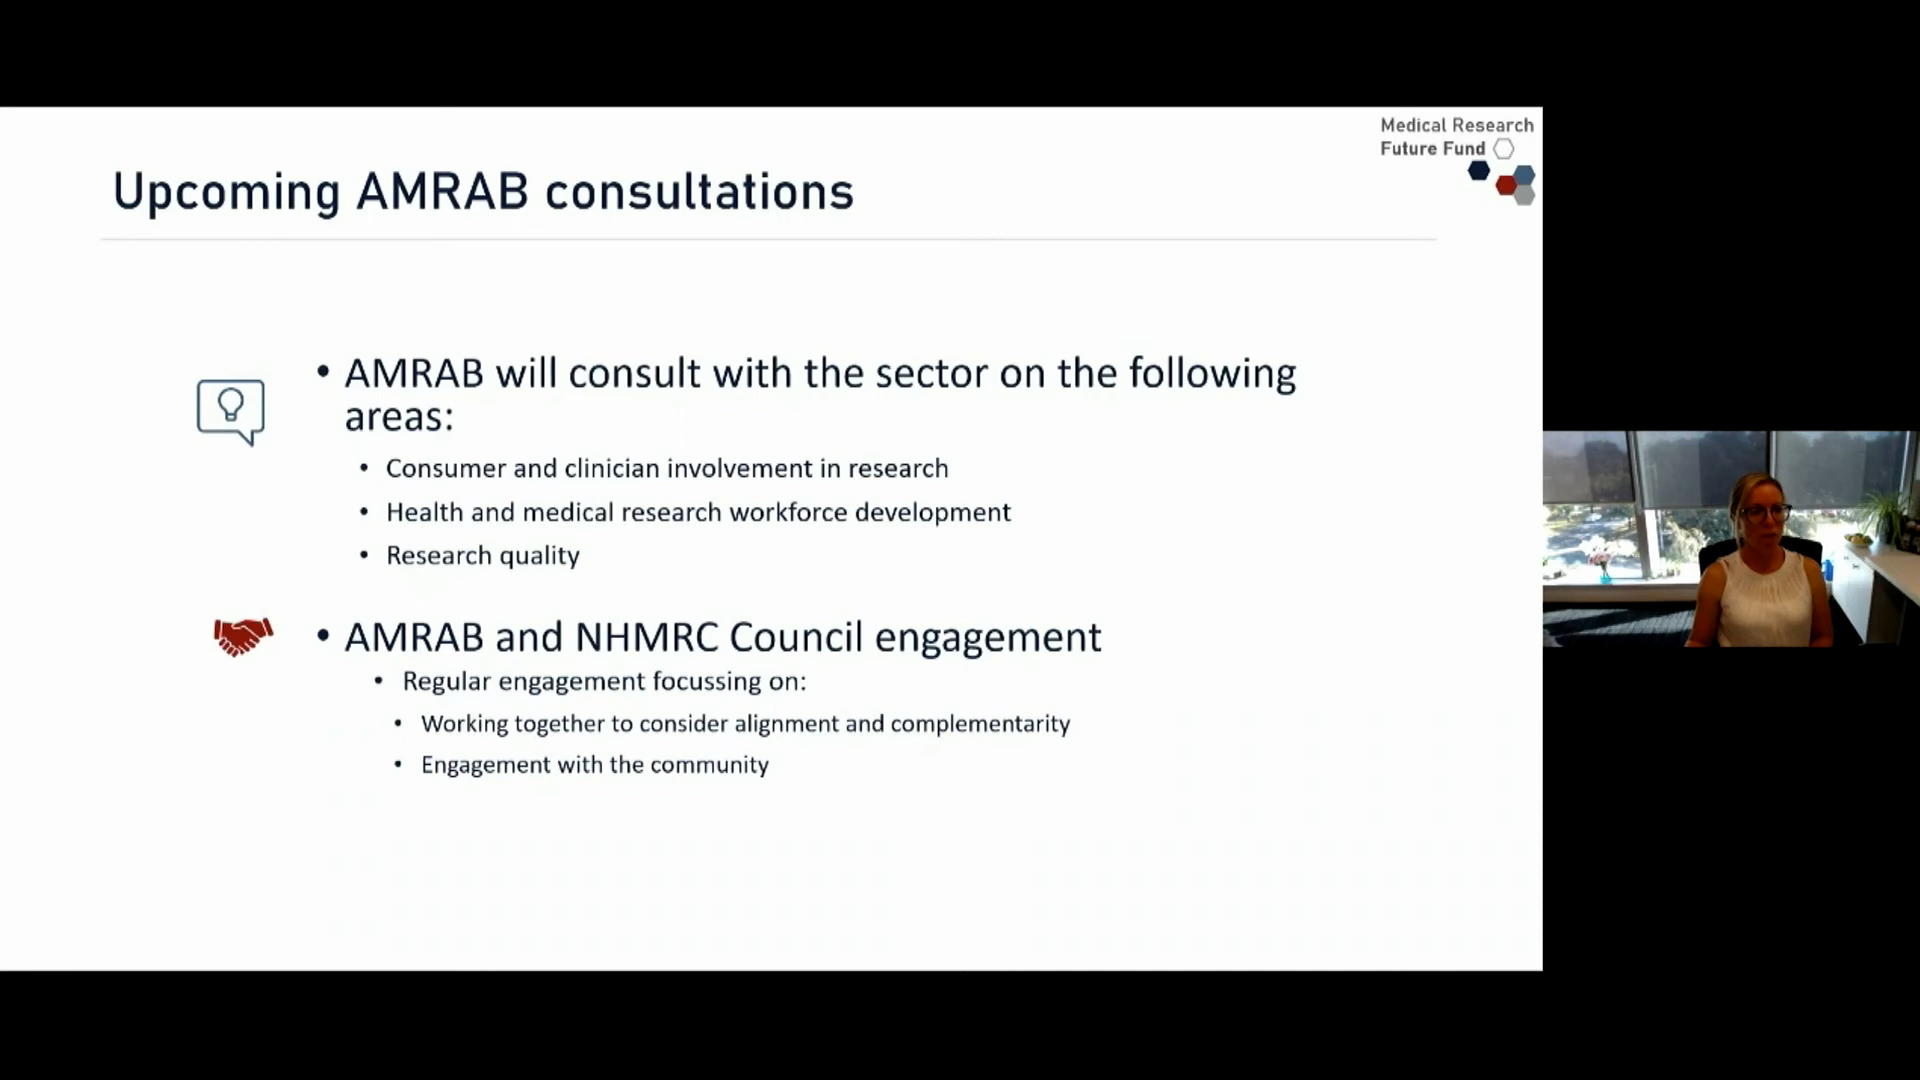 Medical Research
Future Fund
Upcoming AMRAB consultations
• AMRAB will consult with the sector on the following
areas:
• Consumer and clinician involvement in research
• Health and medical research workforce development
• Research quality
• AMRAB and NHMRC Council engagement
• Regular engagement focussing on:
• Working together to consider alignment and complementarity
• Engagement with the community